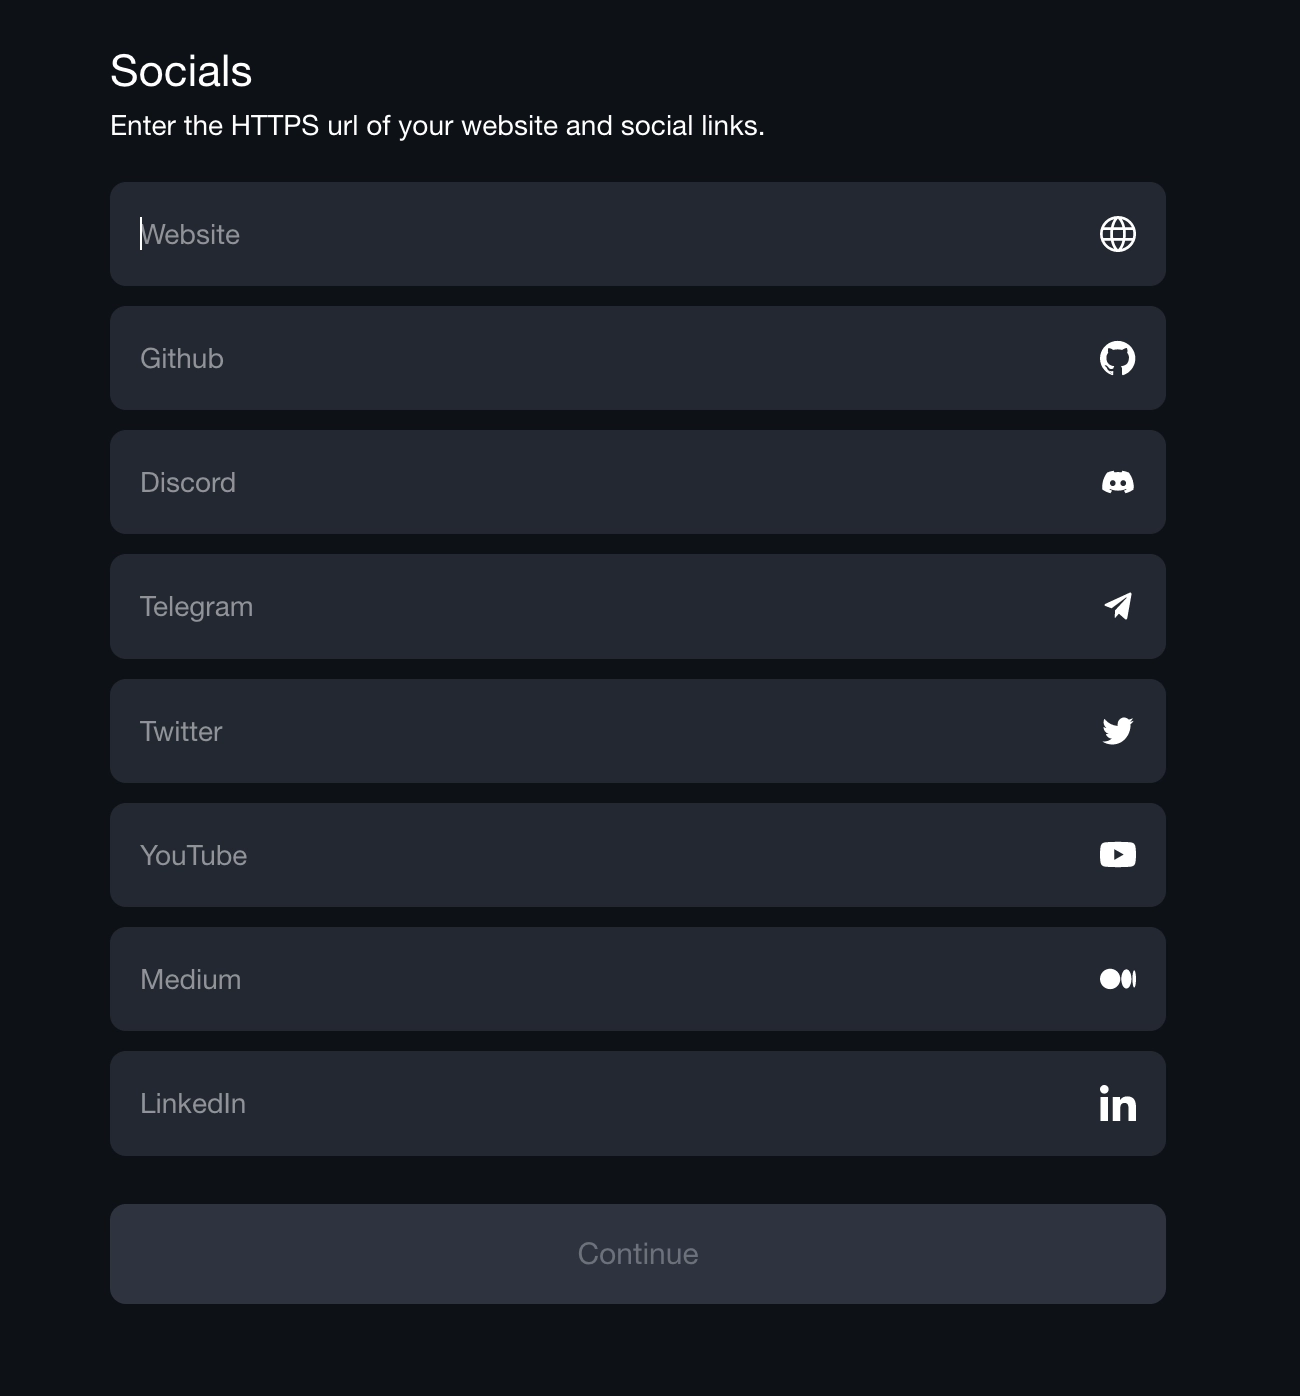 Socials
Enter the HTTPS url of your website and social links.
Website
Github
Discord
Telegram
Twitter
YouTube
Medium
LinkedIn
Continue